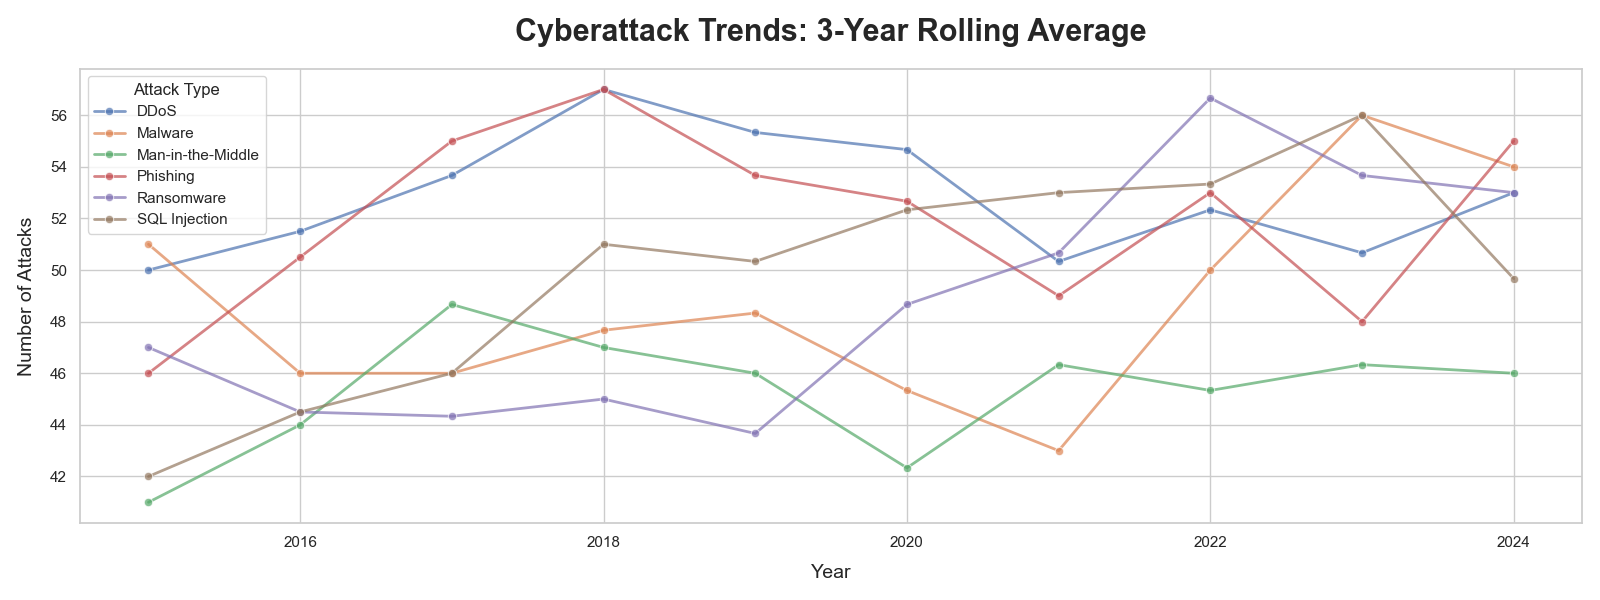 Cyberattack Trends: 3-Year Rolling Average
Attack Type
DDoS
Malware
Man-in-the-Middle
Phishing
Ransomware
SQL Injection
Number of Attacks
56
54
52
50
48
46
44
42
2016
2018
2020
2022
2024
Year